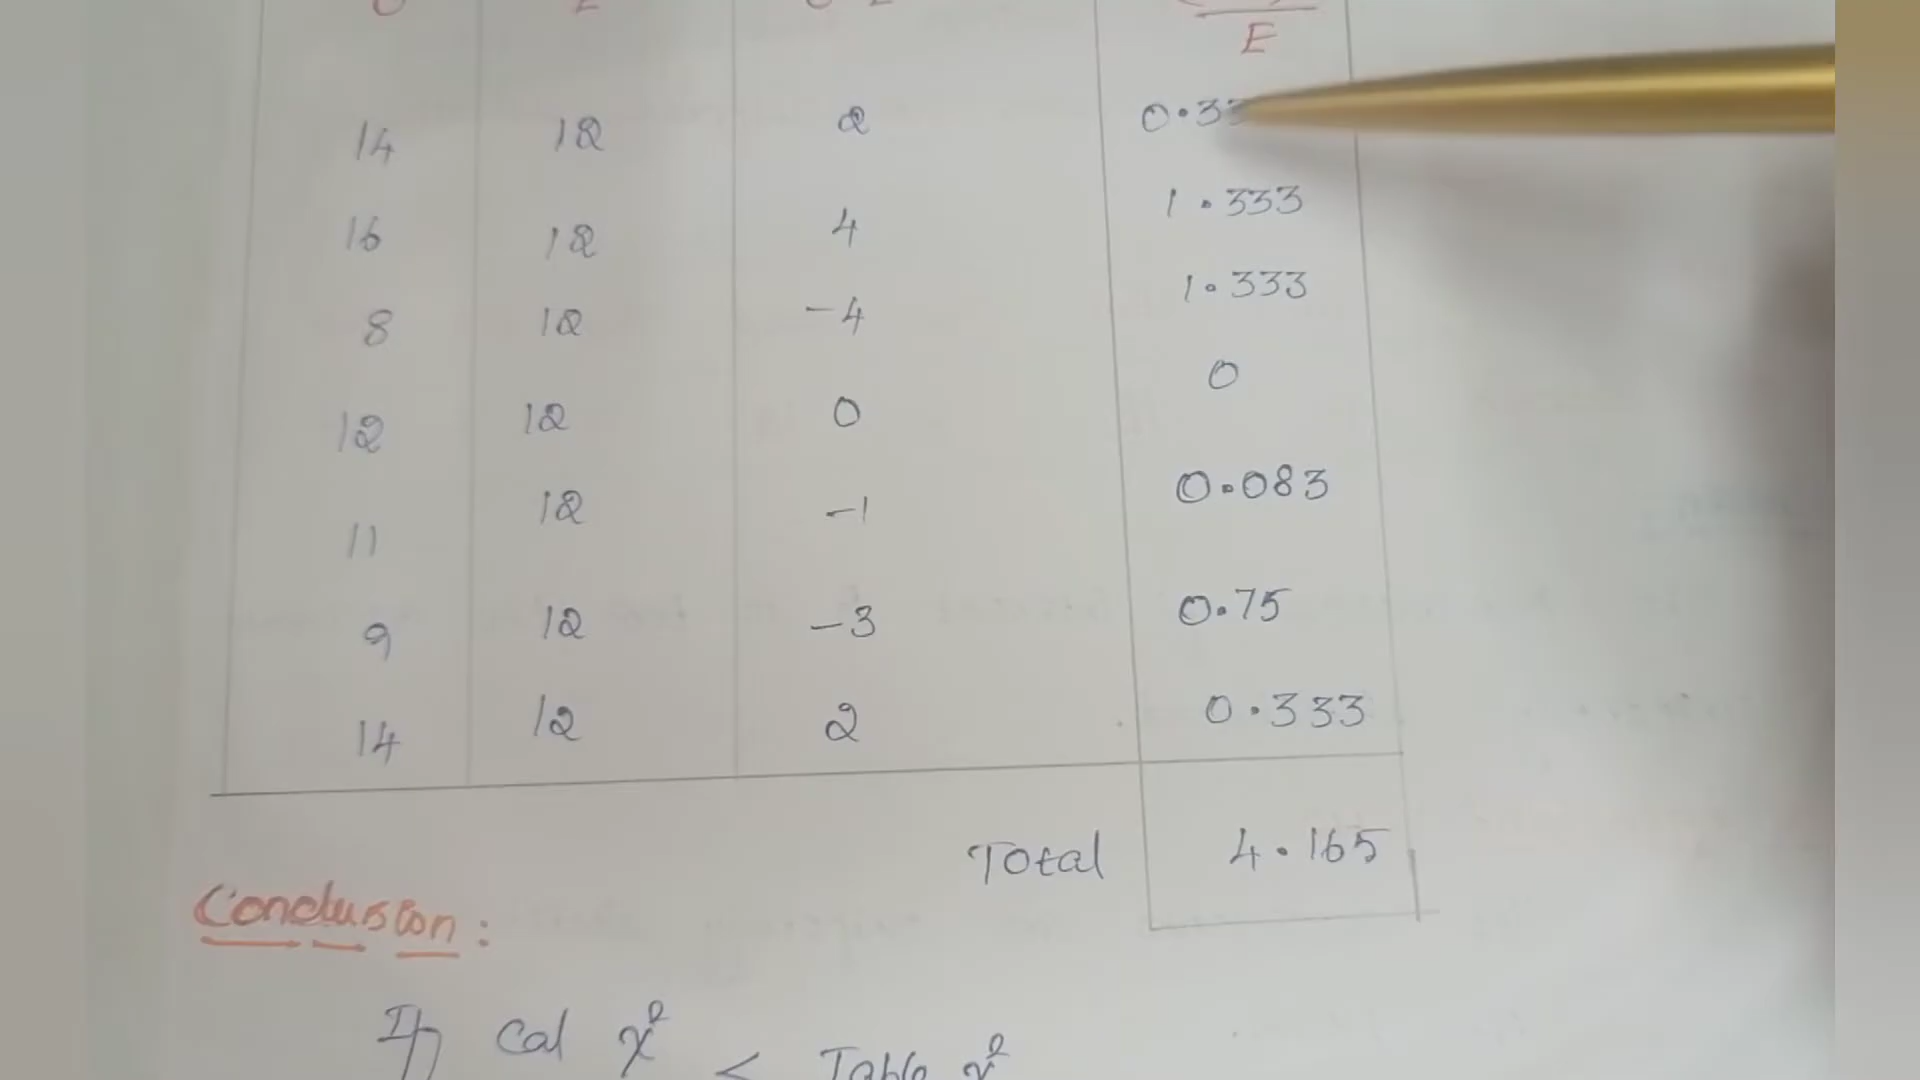 E
14 12 2 0.33
16 12 4 1.333
8 12 -4 1.333
12 12 0 0
11 12 -1 0.083
9 12 -3 0.75
14 12 2 0.333
Total 4.165
Conclusion:
If Cal χ² < Table χ²